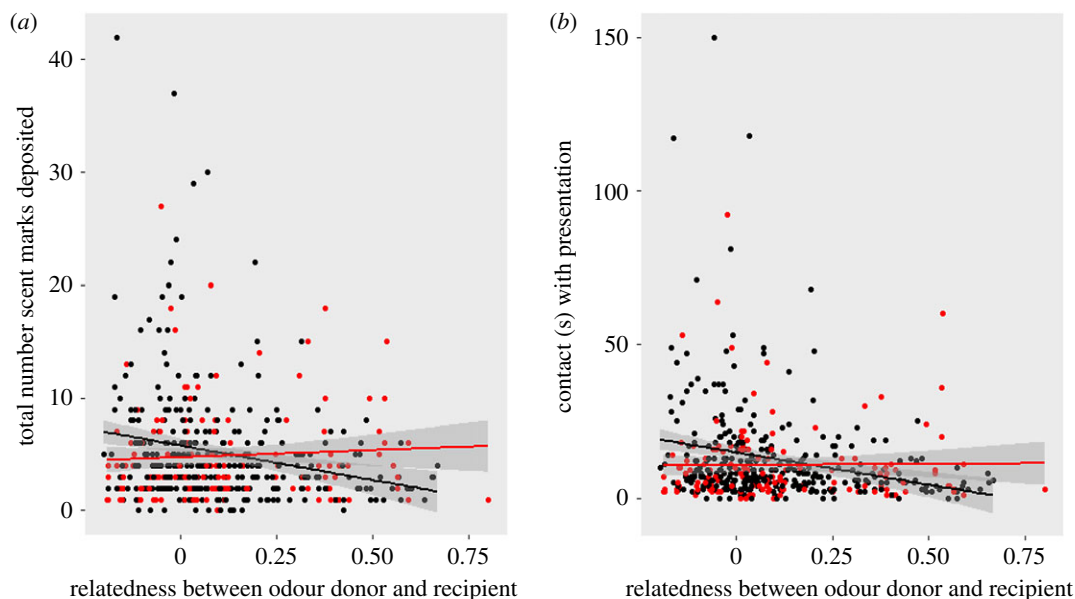 (a)
total number scent marks deposited
40
30
20
10
0
0
0.25
0.50
0.75
relatedness between odour donor and recipient
(b)
contact (s) with presentation
150
100
50
0
0
0.25
0.50
0.75
relatedness between odour donor and recipient